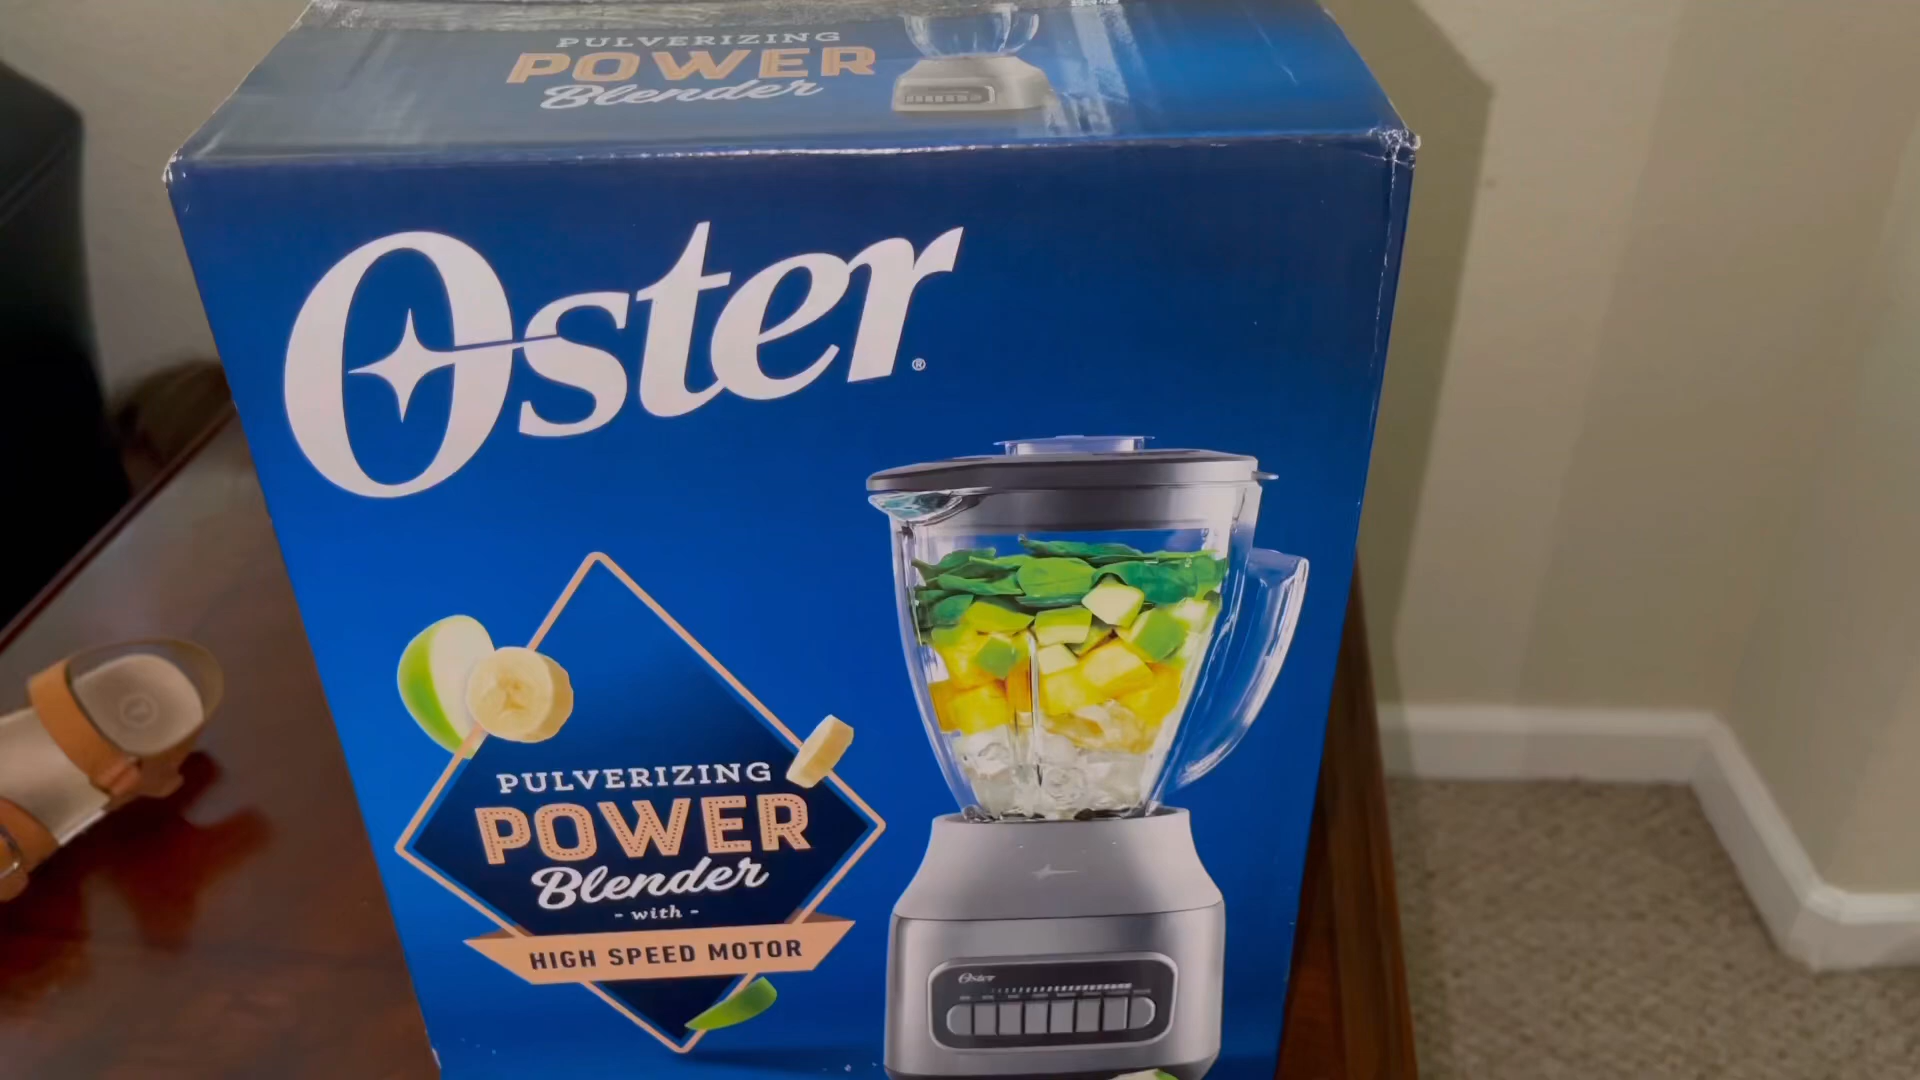 PULVERIZING
POWER
Blender
Oster®
PULVERIZING
POWER
Blender
- with -
HIGH SPEED MOTOR
Oster